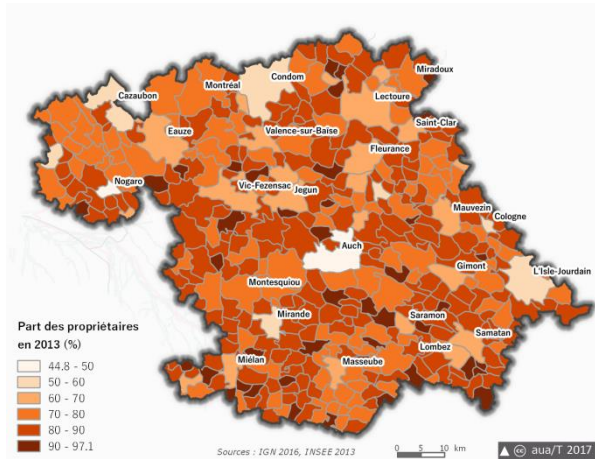 Condom
Miradoux
Montréal
Cazaubon
Lectoure
Saint-Clar
Eauze
Valence-sur-Baïse
Fleurance
Nogaro
Vic-Fezensac
Jegun
Mauvezin
Cologne
Auch
Gimont
L'Isle-Jourdain
Montesquiou
Mirande
Saramon
Samatan
Lombez
Miélan
Masseube
Part des propriétaires
en 2013 (%)
44.8 - 50
50 - 60
60 - 70
70 - 80
80 - 90
90 - 97.1
Sources : IGN 2016, INSEE 2013
0 5 10 km
cc aua/T 2017